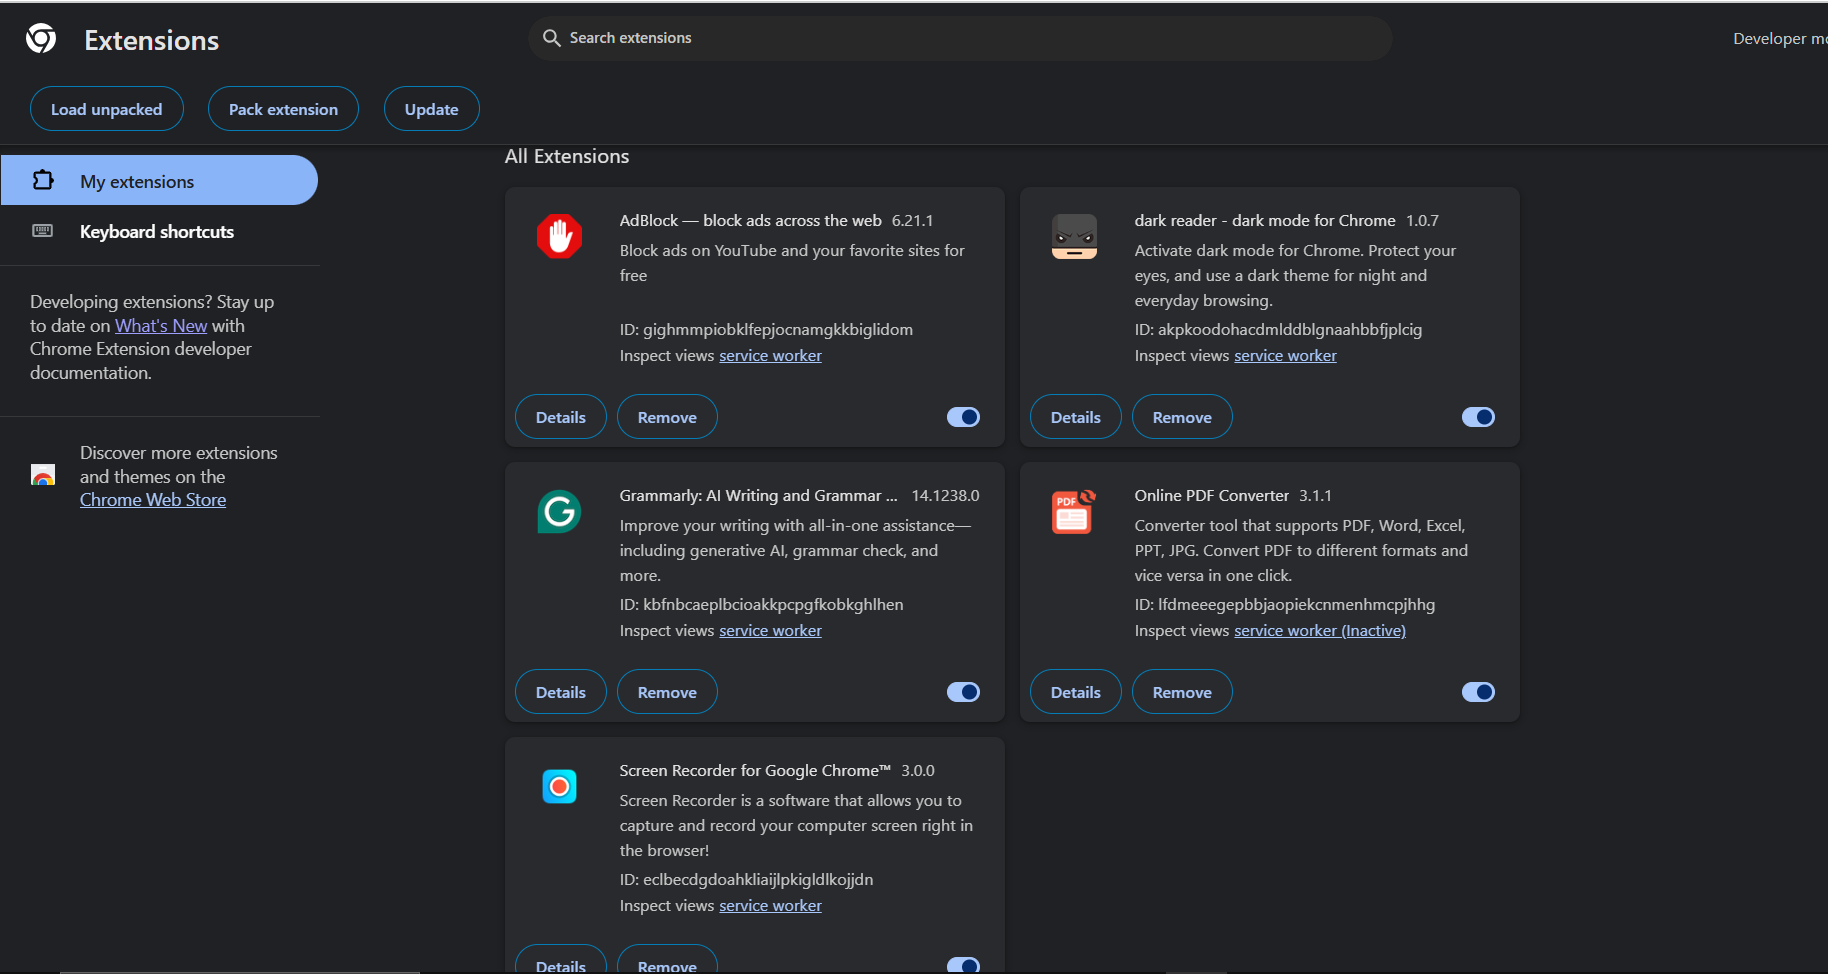 Extensions
Search extensions
Developer mo
Load unpacked
Pack extension
Update
My extensions
Keyboard shortcuts
Developing extensions? Stay up
to date on What's New with
Chrome Extension developer
documentation.
Discover more extensions
and themes on the
Chrome Web Store
All Extensions
AdBlock — block ads across the web 6.21.1
Block ads on YouTube and your favorite sites for
free
ID: gighmmpiobklfepjocnamgkkbiglidom
Inspect views service worker
Details
Remove
dark reader - dark mode for Chrome 1.0.7
Activate dark mode for Chrome. Protect your
eyes, and use a dark theme for night and
everyday browsing.
ID: akpkoodohacdmlddblgnaahbbfjplcig
Inspect views service worker
Details
Remove
Grammarly: AI Writing and Grammar ... 14.1238.0
Improve your writing with all-in-one assistance—
including generative AI, grammar check, and
more.
ID: kbfnbcaeplbcioakkpcpgfkobkghlhen
Inspect views service worker
Details
Remove
PDF
Online PDF Converter 3.1.1
Converter tool that supports PDF, Word, Excel,
PPT, JPG. Convert PDF to different formats and
vice versa in one click.
ID: lfdmeeegepbbjaopiekcnmenhmcpjhhg
Inspect views service worker (Inactive)
Details
Remove
Screen Recorder for Google Chrome™ 3.0.0
Screen Recorder is a software that allows you to
capture and record your computer screen right in
the browser!
ID: eclbecdgdoahkliaijlpkigldlkojjdn
Inspect views service worker
Details
Remove